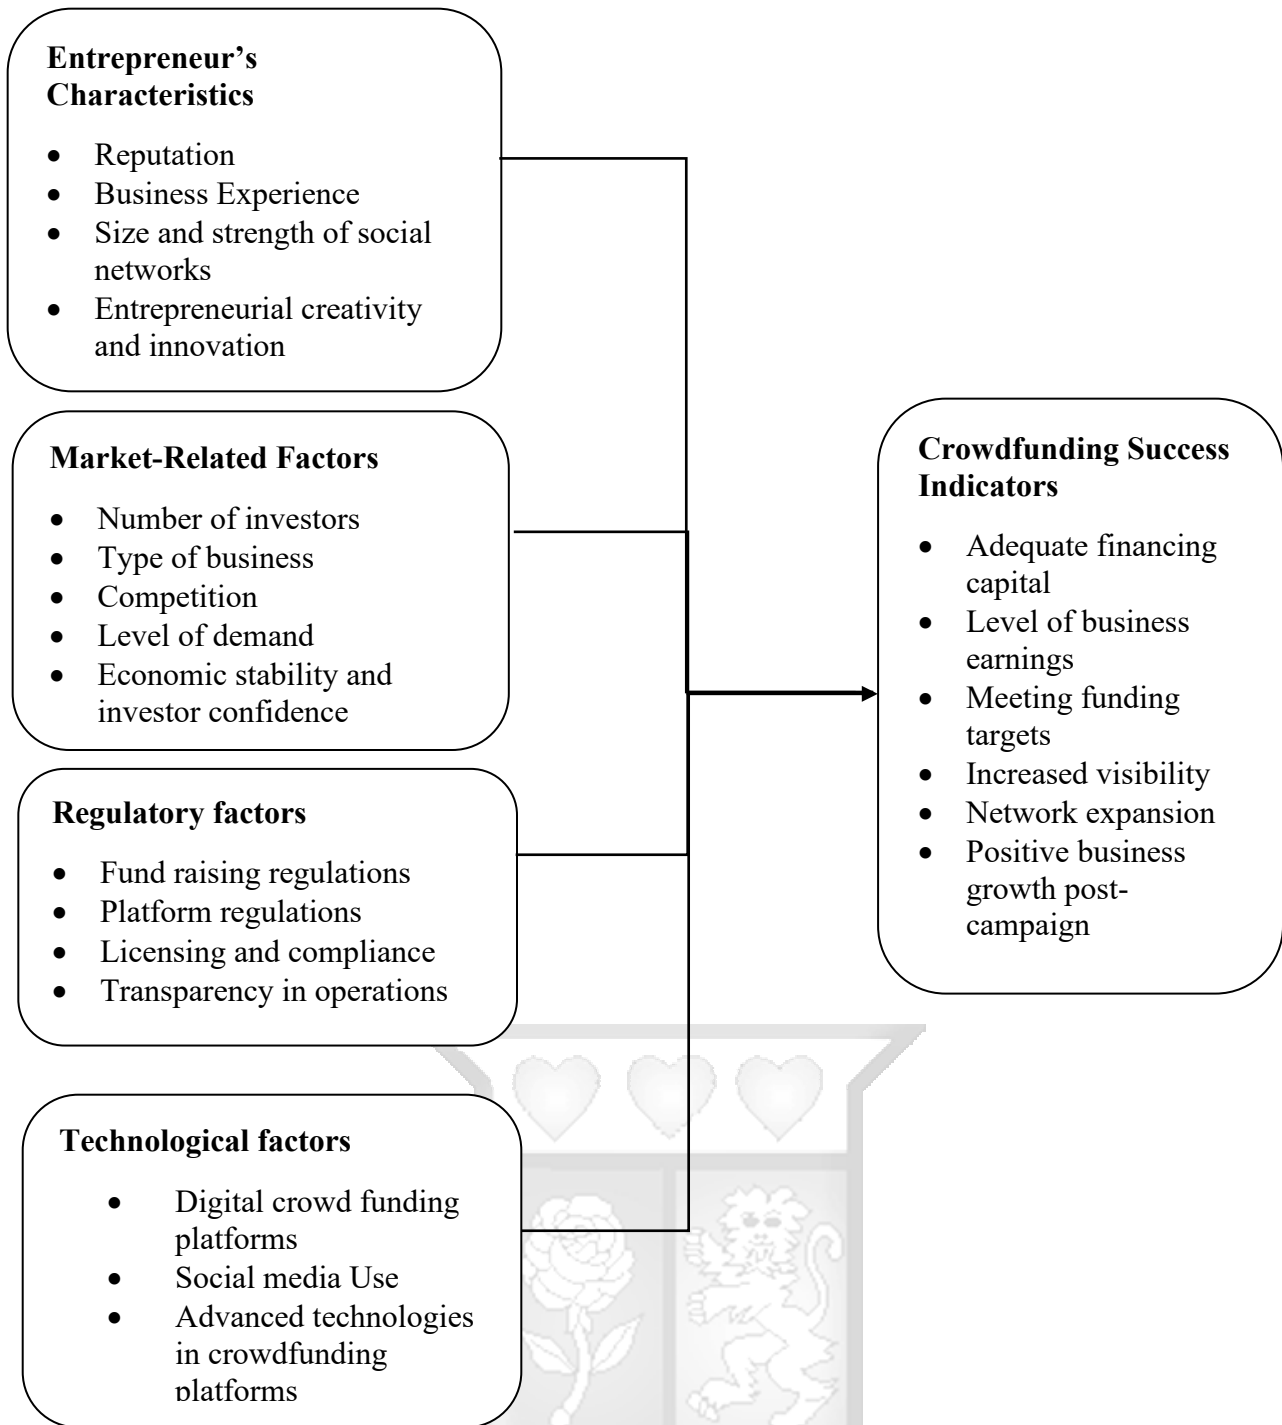 Entrepreneur’s
Characteristics
• Reputation
• Business Experience
• Size and strength of social
networks
• Entrepreneurial creativity
and innovation
Market-Related Factors
• Number of investors
• Type of business
• Competition
• Level of demand
• Economic stability and
investor confidence
Regulatory factors
• Fund raising regulations
• Platform regulations
• Licensing and compliance
• Transparency in operations
Technological factors
• Digital crowd funding
platforms
• Social media Use
• Advanced technologies
in crowdfunding
platforms
Crowdfunding Success
Indicators
• Adequate financing
capital
• Level of business
earnings
• Meeting funding
targets
• Increased visibility
• Network expansion
• Positive business
growth post-
campaign